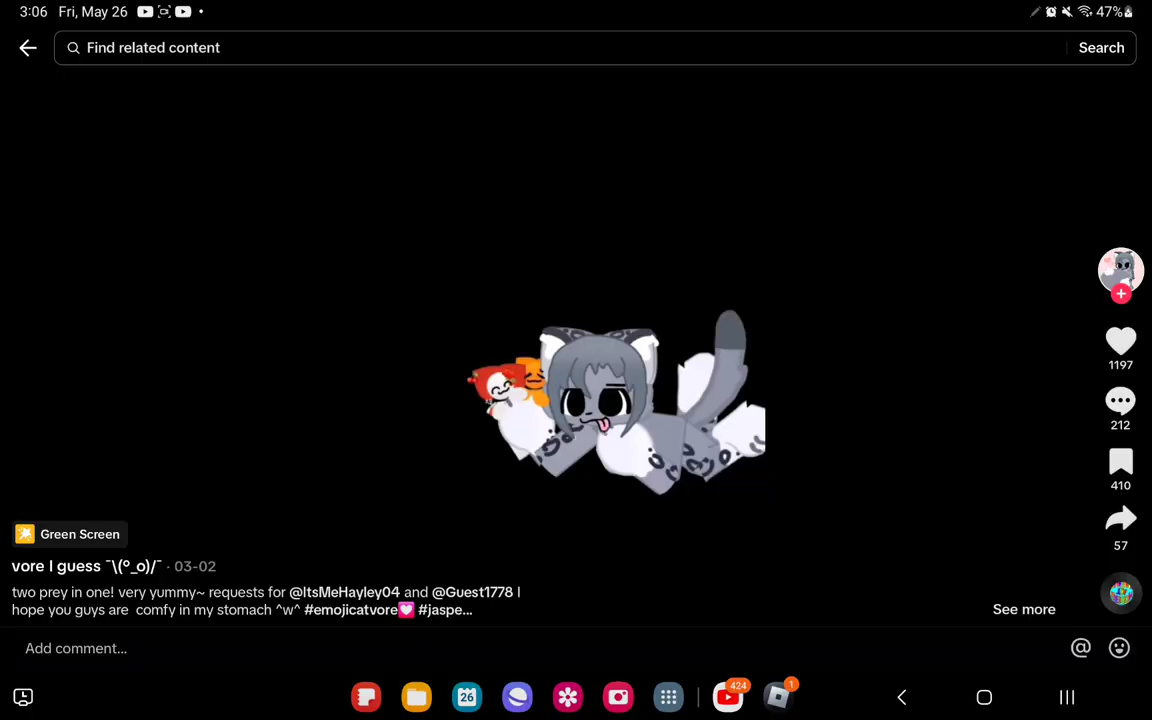 3:06 Fri, May 26 47%
Find related content Search
1197
212
410
57
Green Screen
vore I guess ¯\(°_o)/¯ · 03-02
two prey in one! very yummy~ requests for @ItsMeHayley04 and @Guest1778 I
hope you guys are comfy in my stomach ^w^ #emojicatvore💟 #jaspe...
See more
Add comment...
26
424
1